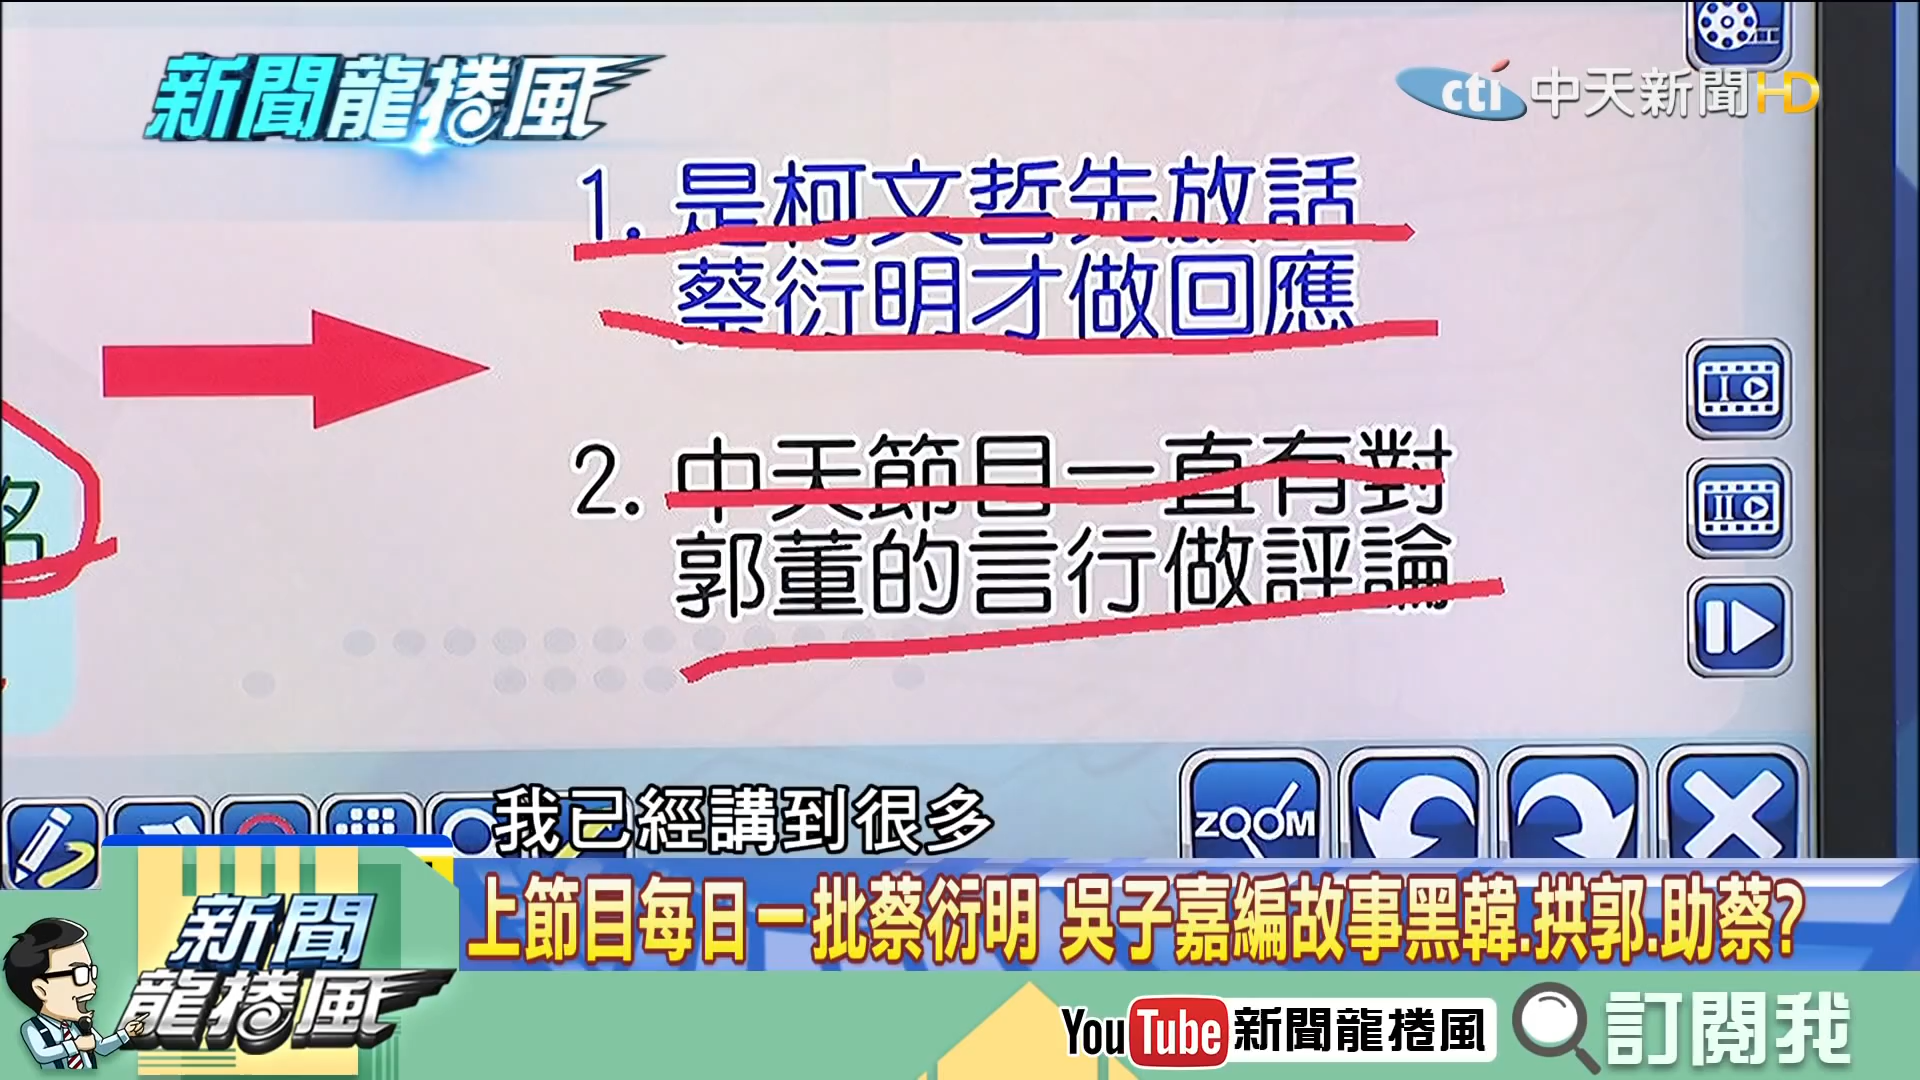 新聞龍捲風
cti 中天新聞HD
1. 是柯文哲先放話
蔡衍明才做回應
2. 中天節目一直有對
郭董的言行做評論
名
I
II
ZOOM
我已經講到很多
上節目每日一批蔡衍明 吳子嘉編故事黑韓.拱郭.助蔡?
新聞
龍捲風
YouTube 新聞龍捲風
訂閱我